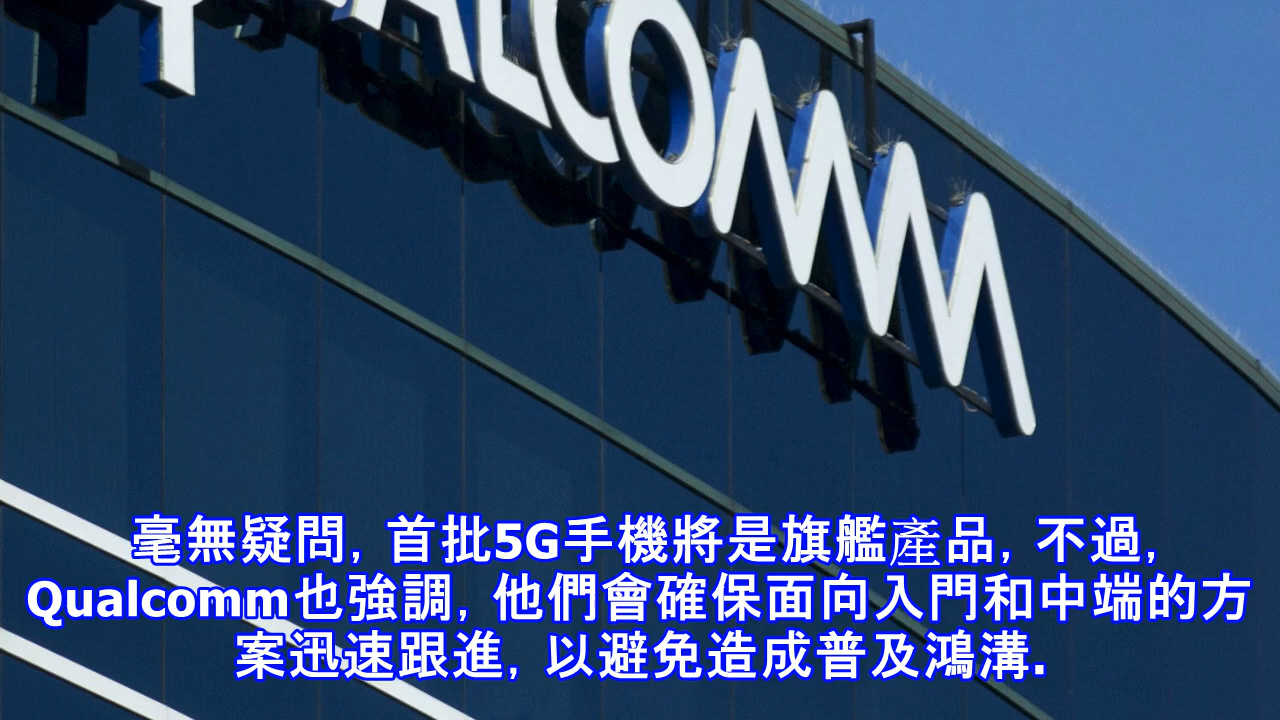 QUALCOMM
毫無疑問, 首批5G手機將是旗艦產品, 不過,
Qualcomm也強調, 他們會確保面向入門和中端的方
案迅速跟進, 以避免造成普及鴻溝.